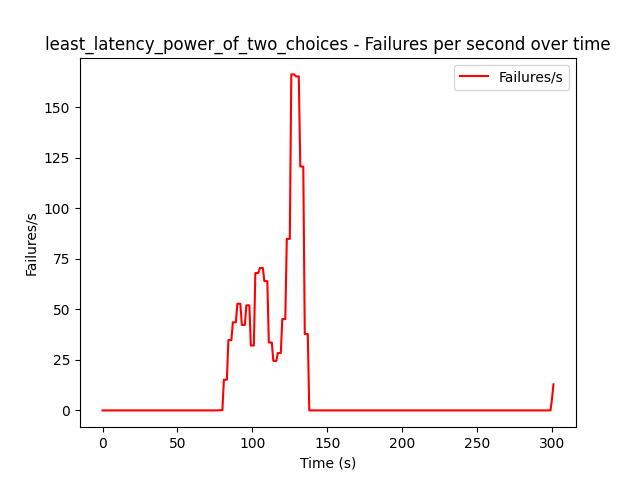 least_latency_power_of_two_choices - Failures per second over time
Failures/s
150
125
100
75
50
25
0
Failures/s
0 50 100 150 200 250 300
Time (s)